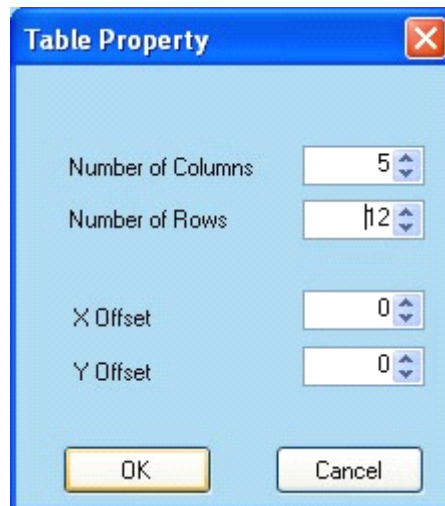 Table Property
Number of Columns 5
Number of Rows 12
X Offset 0
Y Offset 0
OK Cancel